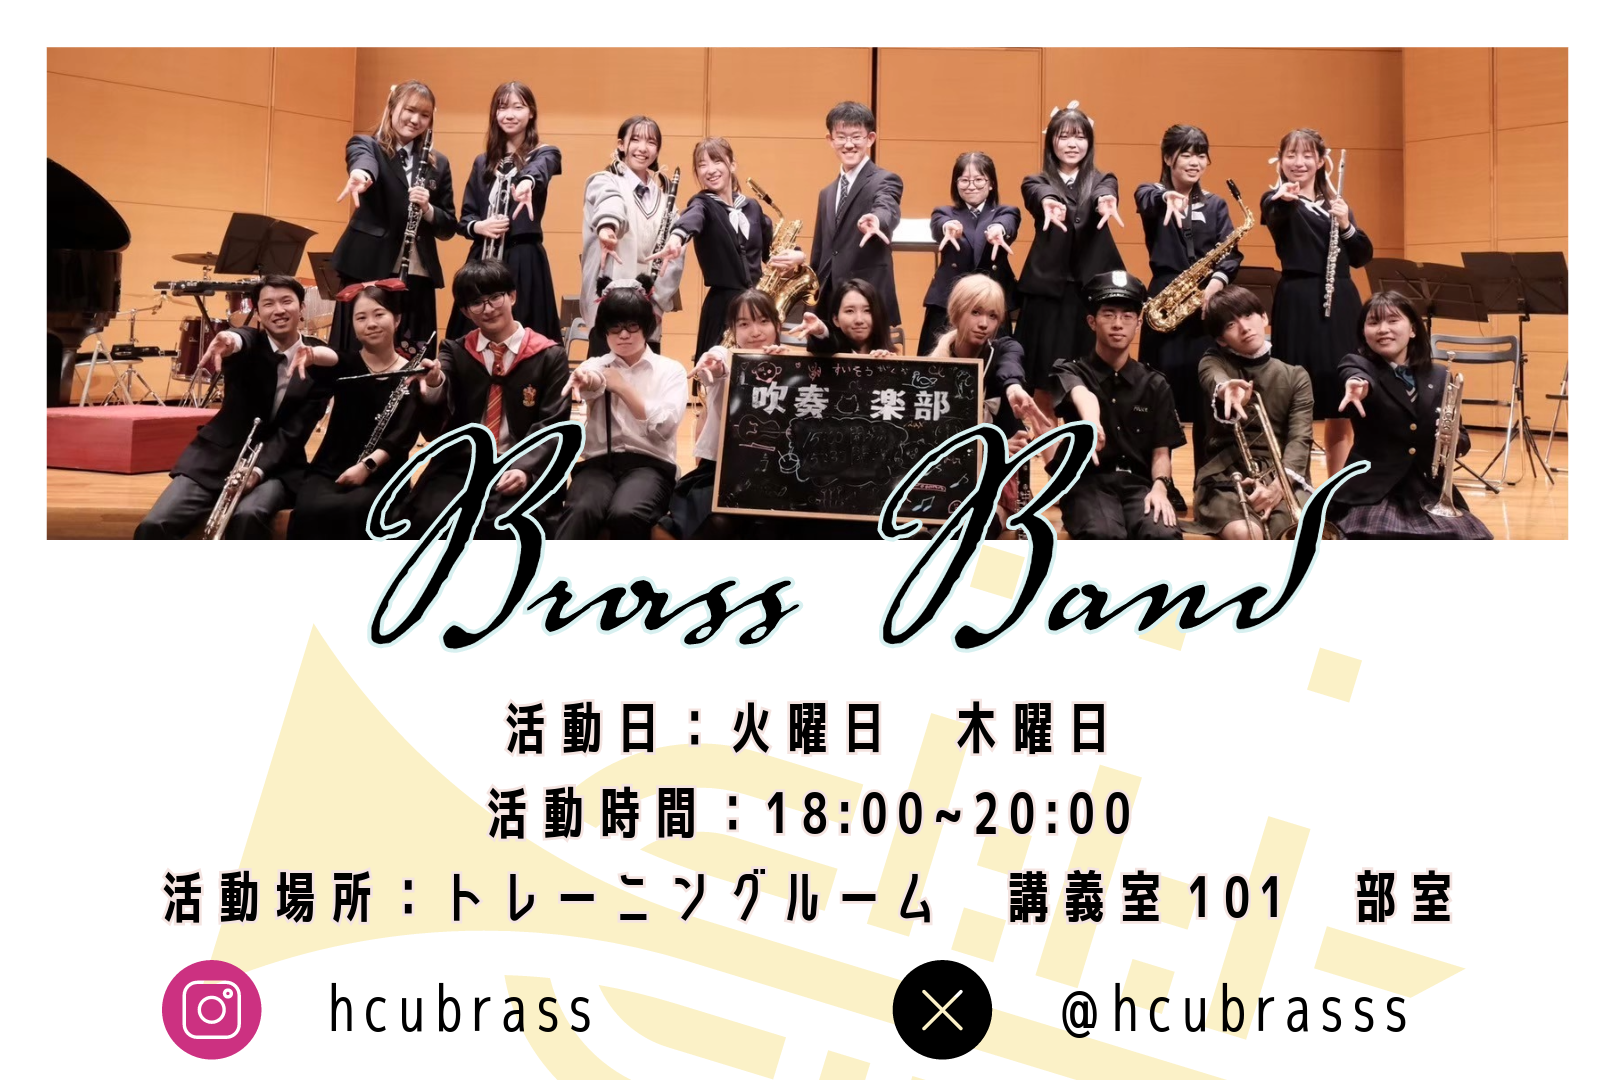 すいそうがくぶ
吹奏楽部
Brass Band
活動日：火曜日　木曜日
活動時間：18:00~20:00
活動場所：トレーニングルーム　講義室101　部室
hcubrass
@hcubrasss